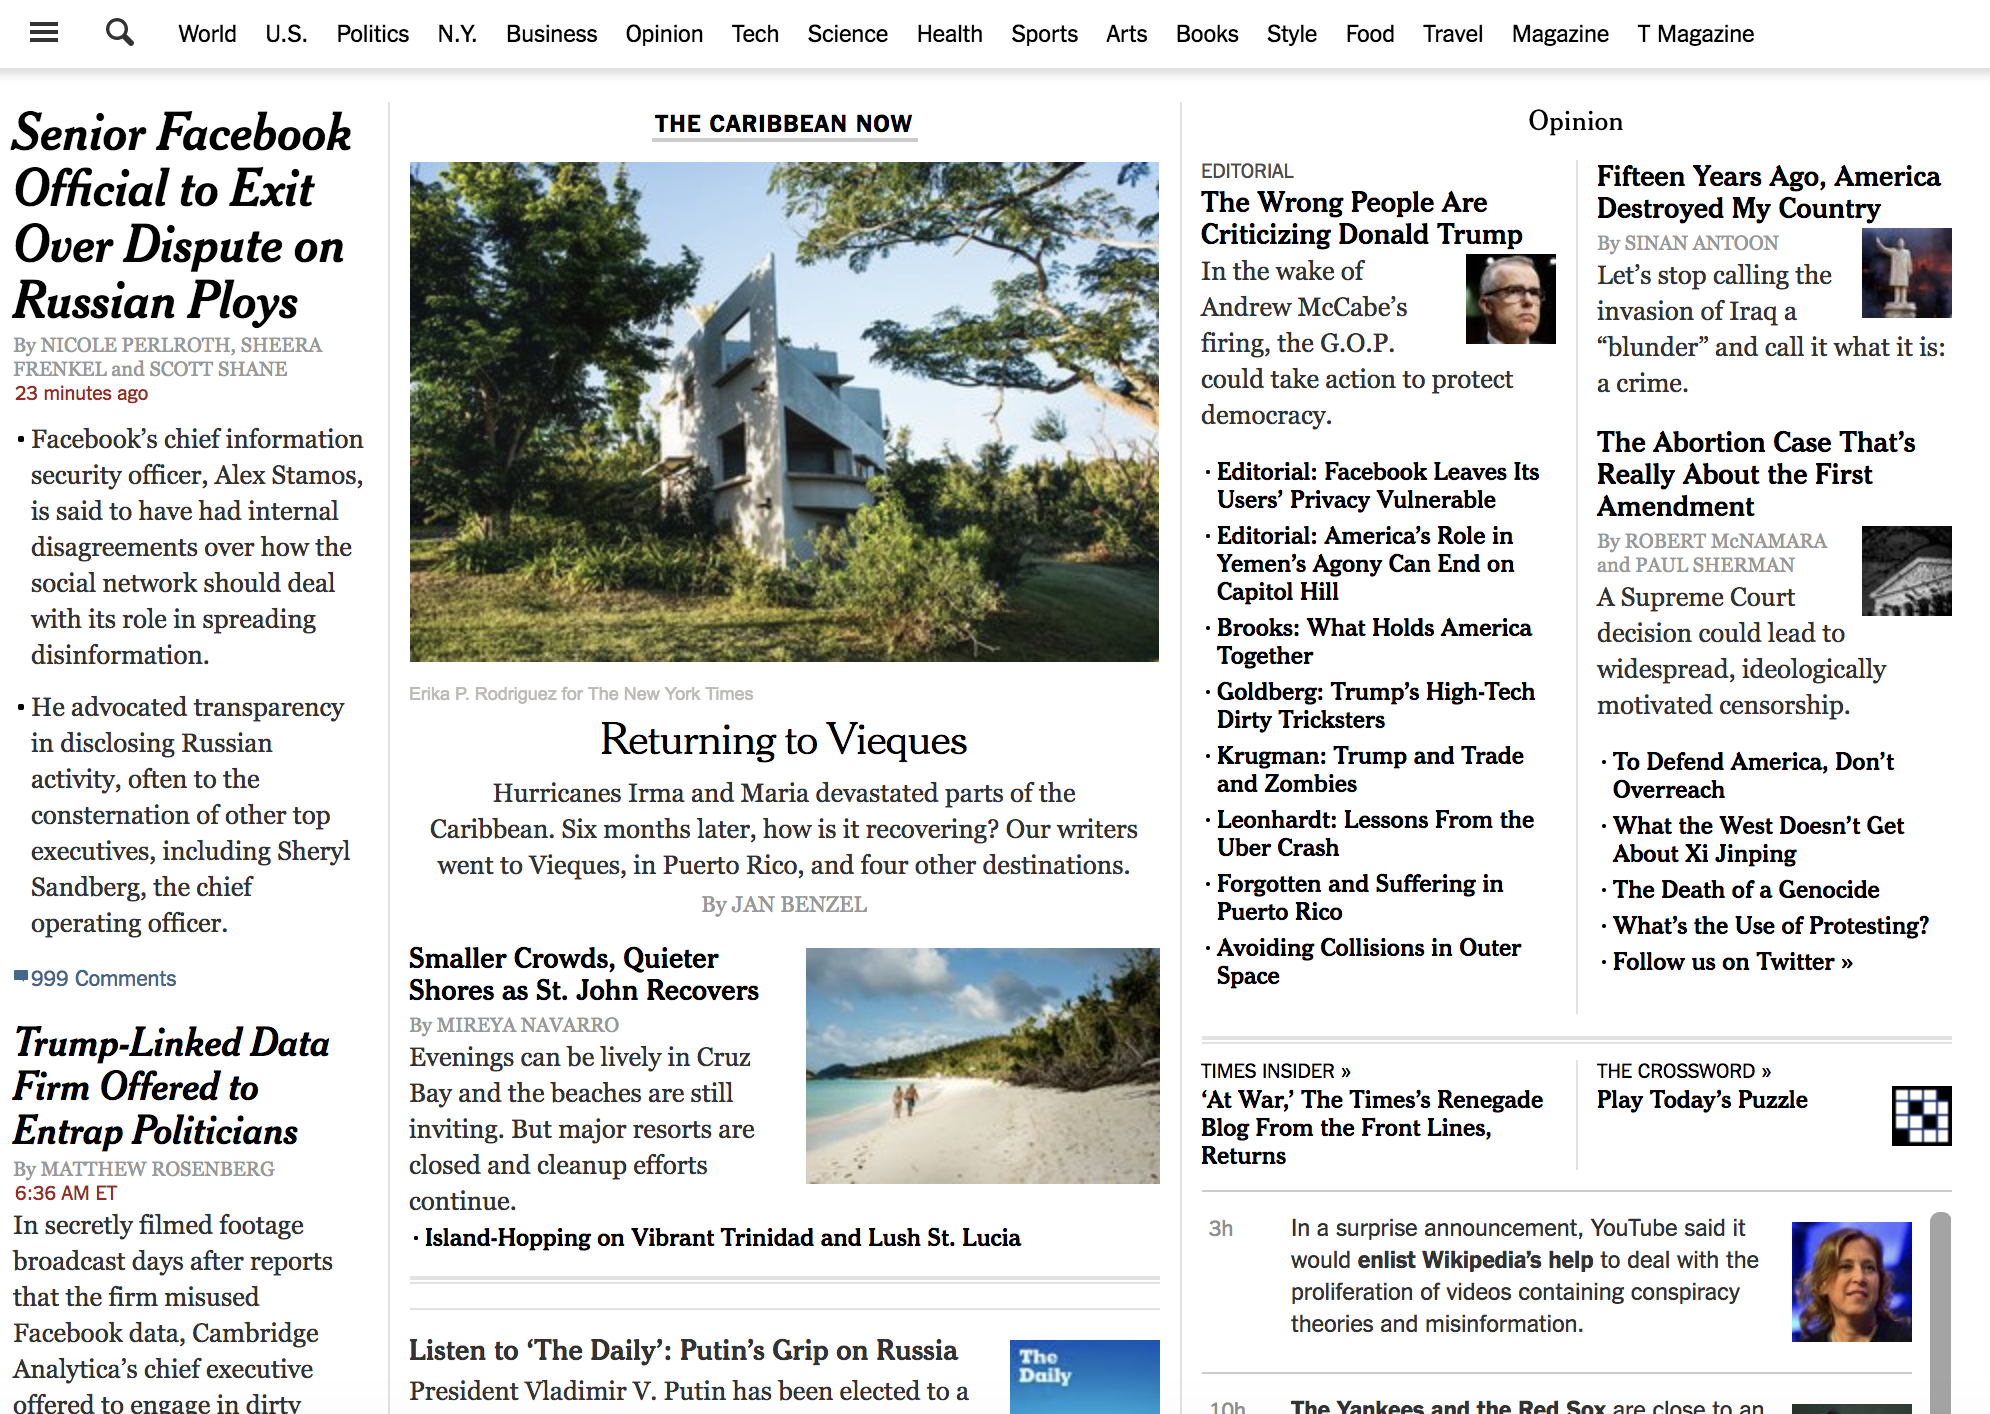 World U.S. Politics N.Y. Business Opinion Tech Science Health Sports Arts Books Style Food Travel Magazine T Magazine
Senior Facebook
Official to Exit
Over Dispute on
Russian Ploys
By NICOLE PERLROTH, SHEERA
FRENKEL and SCOTT SHANE
23 minutes ago
• Facebook’s chief information
security officer, Alex Stamos,
is said to have had internal
disagreements over how the
social network should deal
with its role in spreading
disinformation.
• He advocated transparency
in disclosing Russian
activity, often to the
consternation of other top
executives, including Sheryl
Sandberg, the chief
operating officer.
999 Comments
Trump-Linked Data
Firm Offered to
Entrap Politicians
By MATTHEW ROSENBERG
6:36 AM ET
In secretly filmed footage
broadcast days after reports
that the firm misused
Facebook data, Cambridge
Analytica’s chief executive
offered to engage in dirty
THE CARIBBEAN NOW
Erika P. Rodriguez for The New York Times
Returning to Vieques
Hurricanes Irma and Maria devastated parts of the
Caribbean. Six months later, how is it recovering? Our writers
went to Vieques, in Puerto Rico, and four other destinations.
By JAN BENZEL
Smaller Crowds, Quieter
Shores as St. John Recovers
By MIREYA NAVARRO
Evenings can be lively in Cruz
Bay and the beaches are still
inviting. But major resorts are
closed and cleanup efforts
continue.
· Island-Hopping on Vibrant Trinidad and Lush St. Lucia
Listen to ‘The Daily’: Putin’s Grip on Russia
President Vladimir V. Putin has been elected to a
The
Daily
Opinion
EDITORIAL
The Wrong People Are
Criticizing Donald Trump
In the wake of
Andrew McCabe’s
firing, the G.O.P.
could take action to protect
democracy.
· Editorial: Facebook Leaves Its
Users’ Privacy Vulnerable
· Editorial: America’s Role in
Yemen’s Agony Can End on
Capitol Hill
· Brooks: What Holds America
Together
· Goldberg: Trump’s High-Tech
Dirty Tricksters
· Krugman: Trump and Trade
and Zombies
· Leonhardt: Lessons From the
Uber Crash
· Forgotten and Suffering in
Puerto Rico
· Avoiding Collisions in Outer
Space
Fifteen Years Ago, America
Destroyed My Country
By SINAN ANTOON
Let’s stop calling the
invasion of Iraq a
“blunder” and call it what it is:
a crime.
The Abortion Case That’s
Really About the First
Amendment
By ROBERT McNAMARA
and PAUL SHERMAN
A Supreme Court
decision could lead to
widespread, ideologically
motivated censorship.
· To Defend America, Don’t
Overreach
· What the West Doesn’t Get
About Xi Jinping
· The Death of a Genocide
· What’s the Use of Protesting?
· Follow us on Twitter »
TIMES INSIDER »
‘At War,’ The Times’s Renegade
Blog From the Front Lines,
Returns
THE CROSSWORD »
Play Today’s Puzzle
3h
In a surprise announcement, YouTube said it
would enlist Wikipedia’s help to deal with the
proliferation of videos containing conspiracy
theories and misinformation.
10h
The Yankees and the Red Sox are close to an